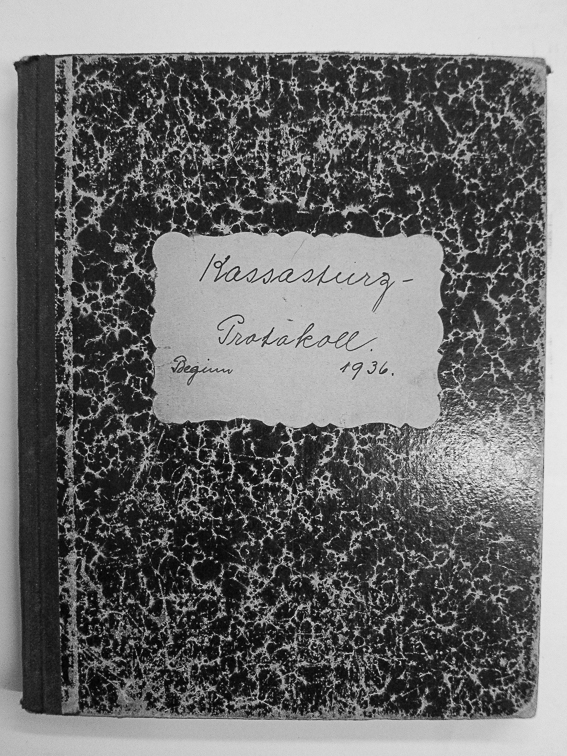 Kassasturz-
Protokoll.
Beginn 1936.